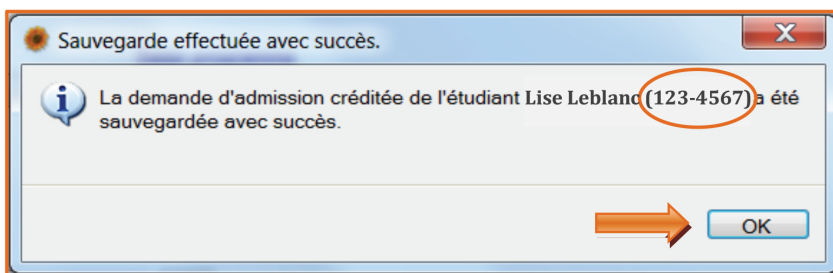 Sauvegarde effectuée avec succès.
La demande d'admission créditée de l'étudiant Lise Leblanc (123-4567) a été
sauvegardée avec succès.
OK